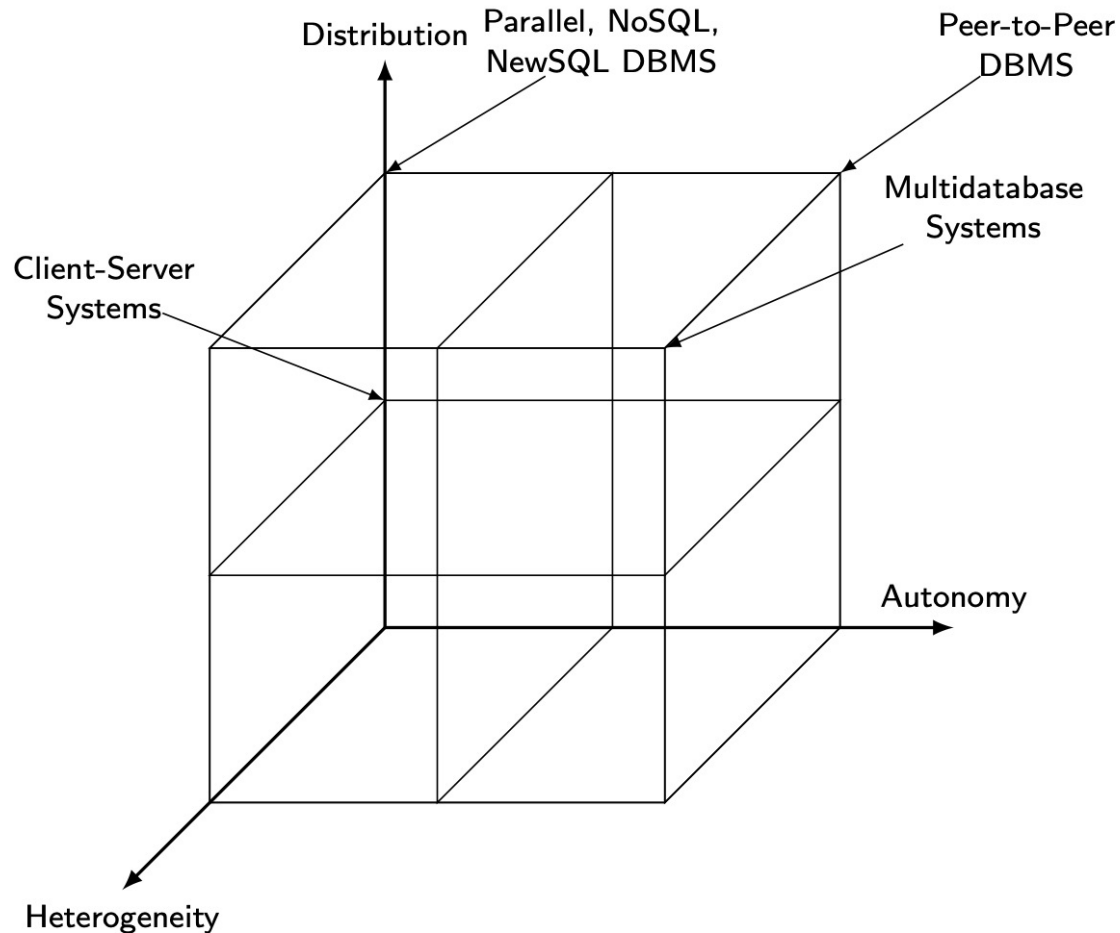 Distribution
Parallel, NoSQL,
NewSQL DBMS
Peer-to-Peer
DBMS
Multidatabase
Systems
Client-Server
Systems
Autonomy
Heterogeneity